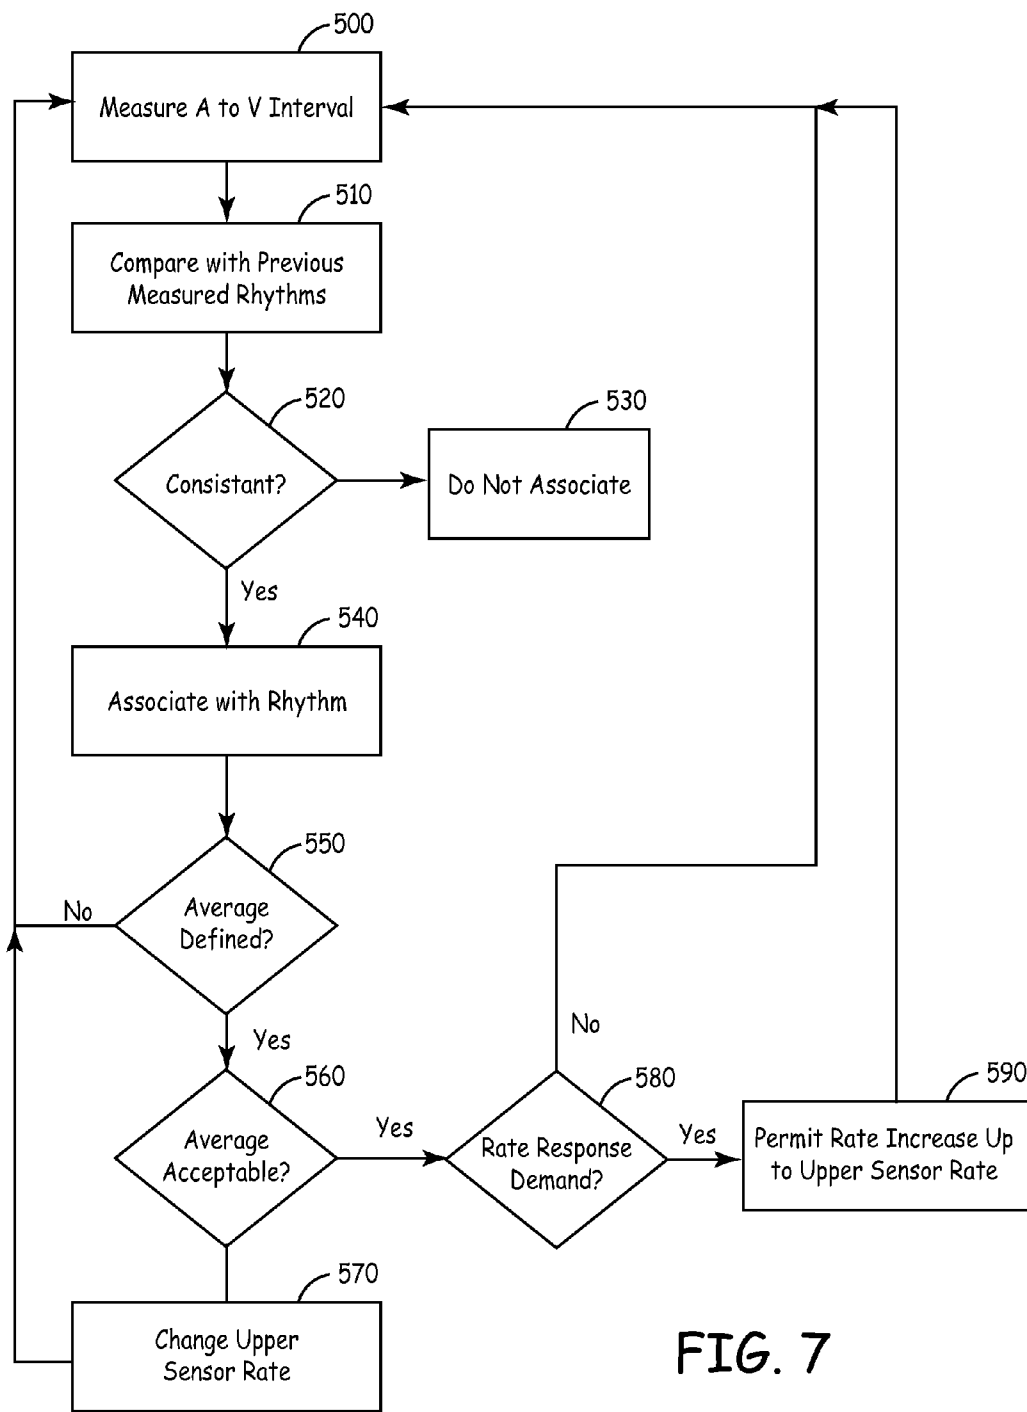 500
Measure A to V Interval
510
Compare with Previous
Measured Rhythms
520
Consistant?
530
Do Not Associate
Yes
540
Associate with Rhythm
550
Average
Defined?
No
Yes
560
Average
Acceptable?
Yes
580
Rate Response
Demand?
No
Yes
590
Permit Rate Increase Up
to Upper Sensor Rate
570
Change Upper
Sensor Rate
FIG. 7